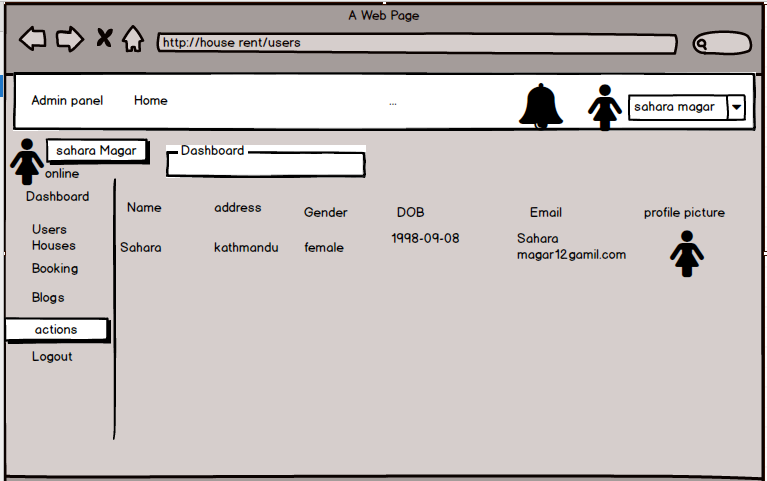 A Web Page
http://house rent/users
Admin panel Home ... sahara magar
sahara Magar Dashboard
online
Dashboard
Name address Gender DOB Email profile picture
Users
Houses
Sahara kathmandu female 1998-09-08 Sahara
magar12gamil.com
Booking
Blogs
actions
Logout